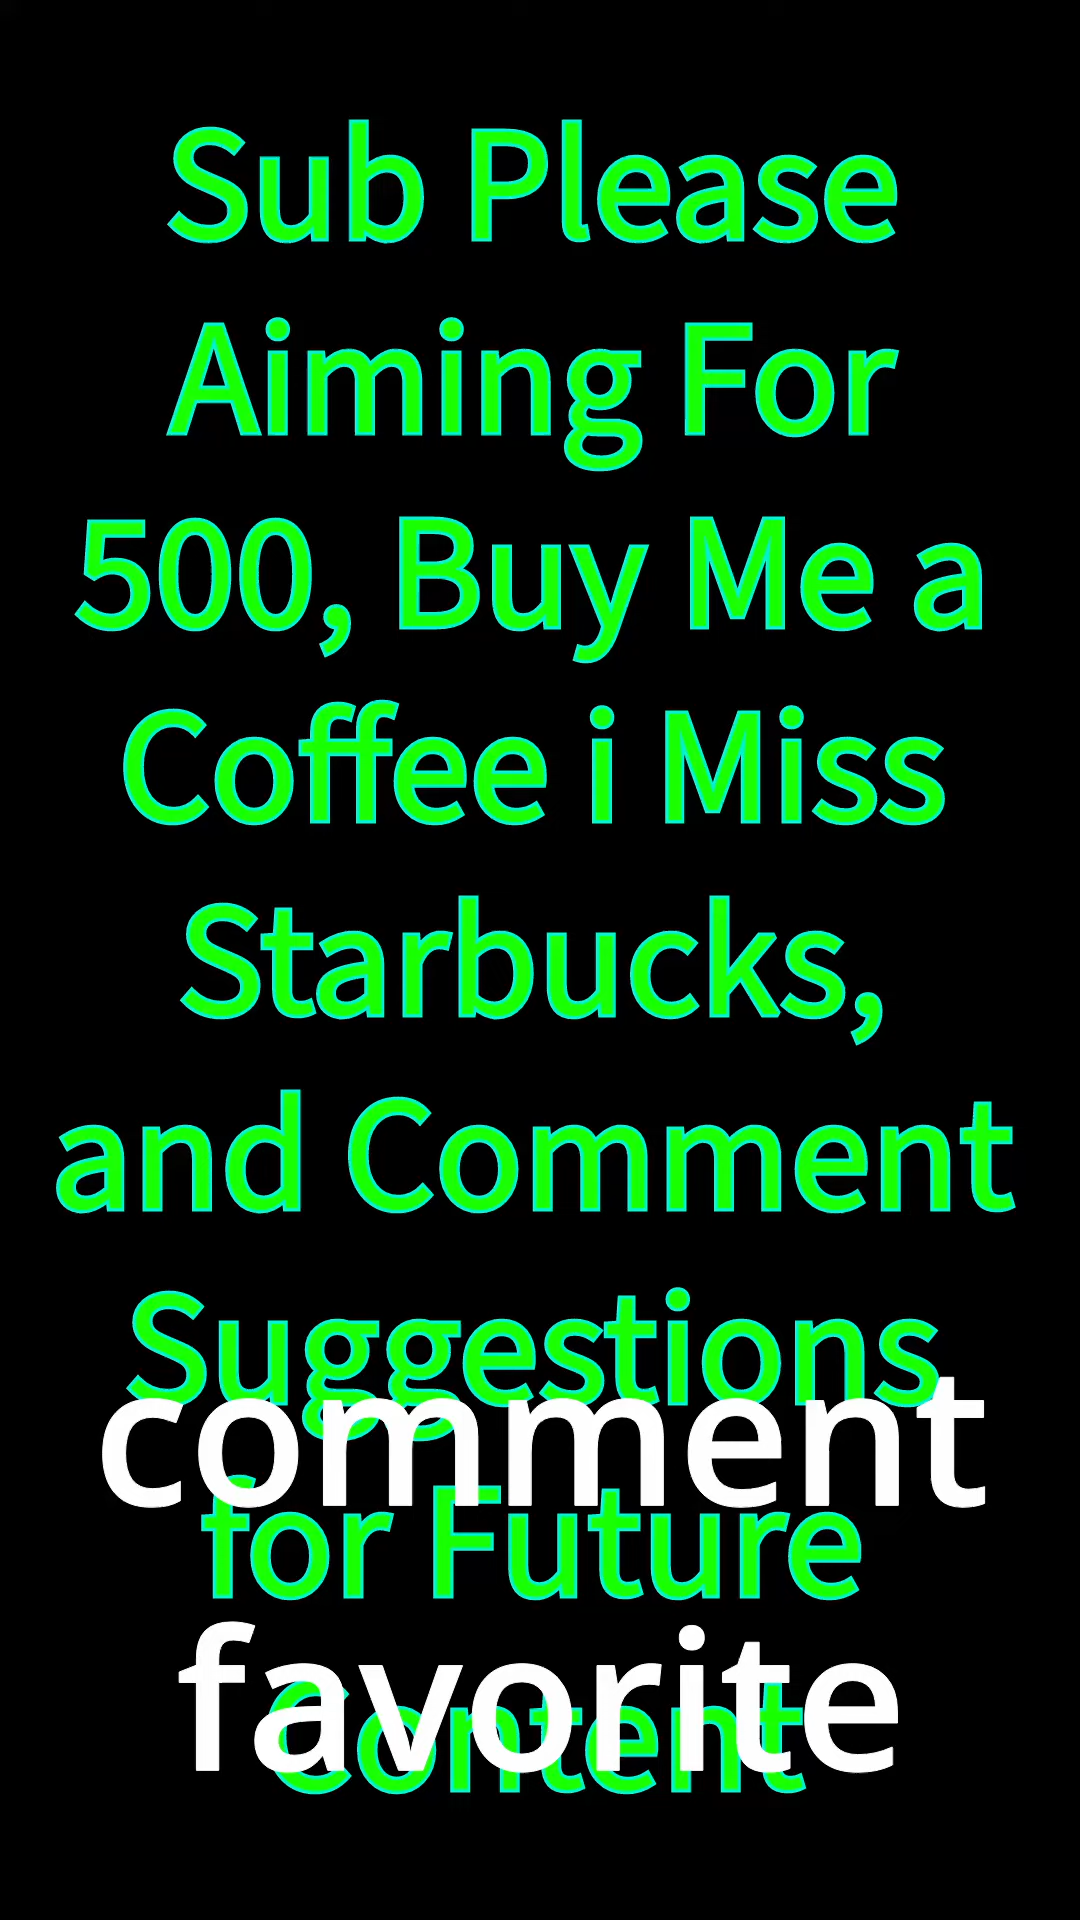 Sub Please
Aiming For
500, Buy Me a
Coffee i Miss
Starbucks,
and Comment
Suggestions
comment
for Future
favorite
Content